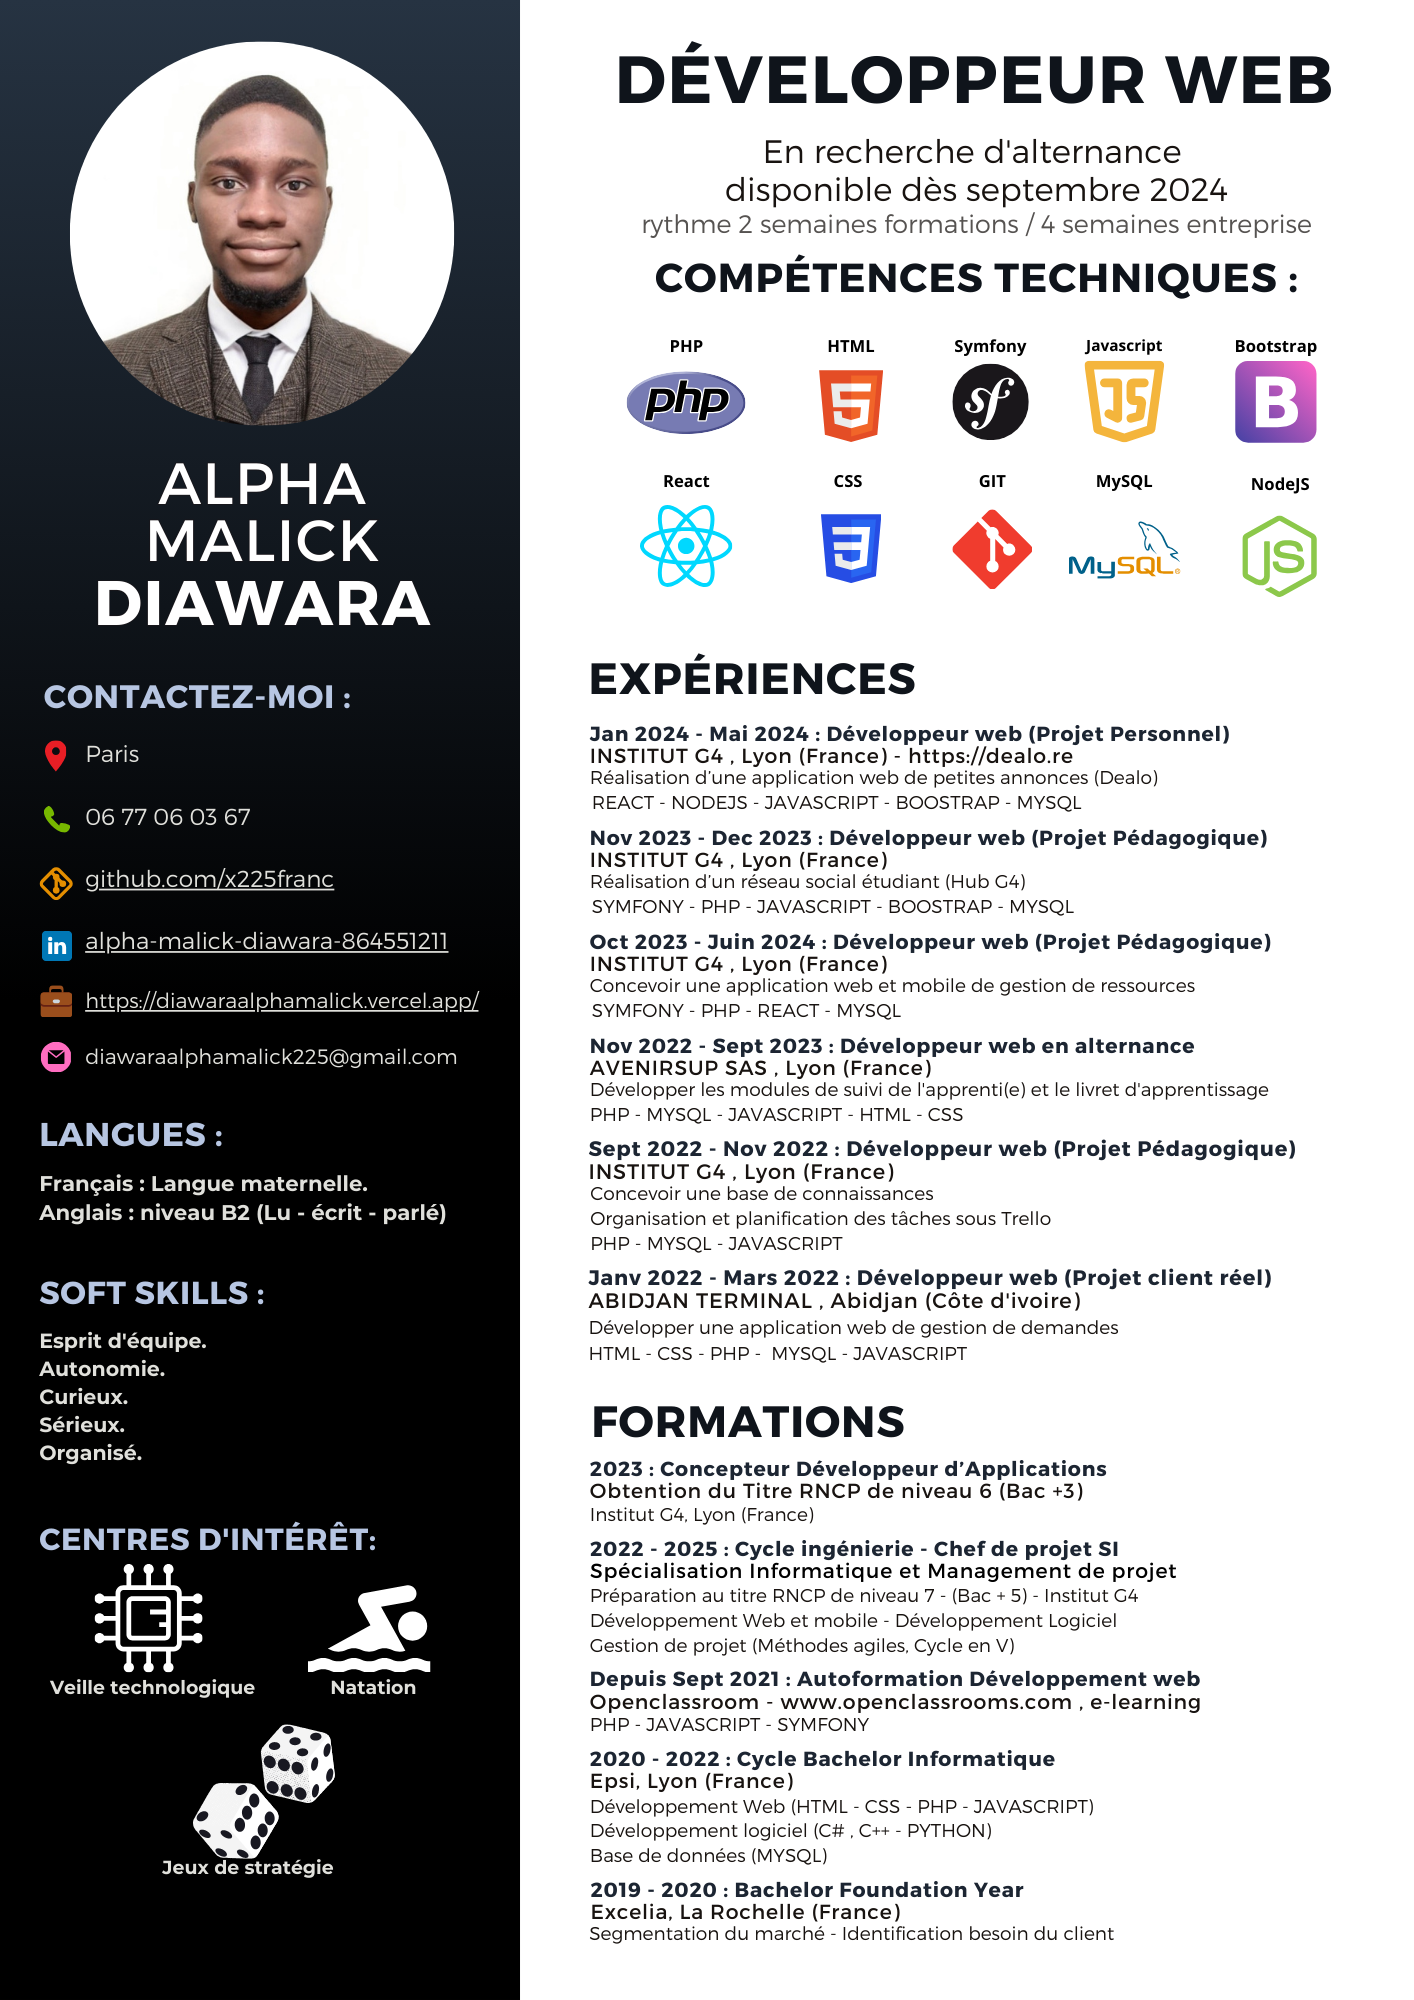 ALPHA
MALICK
DIAWARA
CONTACTEZ-MOI :
Paris
06 77 06 03 67
github.com/x225franc
in
alpha-malick-diawara-864551211
https://diawaraalphamalick.vercel.app/
diawaraalphamalick225@gmail.com
LANGUES :
Français : Langue maternelle.
Anglais : niveau B2 (Lu - écrit - parlé)
SOFT SKILLS :
Esprit d'équipe.
Autonomie.
Curieux.
Sérieux.
Organisé.
CENTRES D'INTÉRÊT:
Veille technologique
Natation
Jeux de stratégie
DÉVELOPPEUR WEB
En recherche d'alternance
disponible dès septembre 2024
rythme 2 semaines formations / 4 semaines entreprise
COMPÉTENCES TECHNIQUES :
PHP HTML Symfony Javascript Bootstrap
php 5 sf JS B
React CSS GIT MySQL NodeJS
3 MySQL® JS
EXPÉRIENCES
Jan 2024 - Mai 2024 : Développeur web (Projet Personnel)
INSTITUT G4 , Lyon (France) - https://dealo.re
Réalisation d’une application web de petites annonces (Dealo)
REACT - NODEJS - JAVASCRIPT - BOOSTRAP - MYSQL
Nov 2023 - Dec 2023 : Développeur web (Projet Pédagogique)
INSTITUT G4 , Lyon (France)
Réalisation d’un réseau social étudiant (Hub G4)
SYMFONY - PHP - JAVASCRIPT - BOOSTRAP - MYSQL
Oct 2023 - Juin 2024 : Développeur web (Projet Pédagogique)
INSTITUT G4 , Lyon (France)
Concevoir une application web et mobile de gestion de ressources
SYMFONY - PHP - REACT - MYSQL
Nov 2022 - Sept 2023 : Développeur web en alternance
AVENIRSUP SAS , Lyon (France)
Développer les modules de suivi de l'apprenti(e) et le livret d'apprentissage
PHP - MYSQL - JAVASCRIPT - HTML - CSS
Sept 2022 - Nov 2022 : Développeur web (Projet Pédagogique)
INSTITUT G4 , Lyon (France)
Concevoir une base de connaissances
Organisation et planification des tâches sous Trello
PHP - MYSQL - JAVASCRIPT
Janv 2022 - Mars 2022 : Développeur web (Projet client réel)
ABIDJAN TERMINAL , Abidjan (Côte d'ivoire)
Développer une application web de gestion de demandes
HTML - CSS - PHP - MYSQL - JAVASCRIPT
FORMATIONS
2023 : Concepteur Développeur d’Applications
Obtention du Titre RNCP de niveau 6 (Bac +3)
Institut G4, Lyon (France)
2022 - 2025 : Cycle ingénierie - Chef de projet SI
Spécialisation Informatique et Management de projet
Préparation au titre RNCP de niveau 7 - (Bac + 5) - Institut G4
Développement Web et mobile - Développement Logiciel
Gestion de projet (Méthodes agiles, Cycle en V)
Depuis Sept 2021 : Autoformation Développement web
Openclassroom - www.openclassrooms.com , e-learning
PHP - JAVASCRIPT - SYMFONY
2020 - 2022 : Cycle Bachelor Informatique
Epsi, Lyon (France)
Développement Web (HTML - CSS - PHP - JAVASCRIPT)
Développement logiciel (C# , C++ - PYTHON)
Base de données (MYSQL)
2019 - 2020 : Bachelor Foundation Year
Excelia, La Rochelle (France)
Segmentation du marché - Identification besoin du client